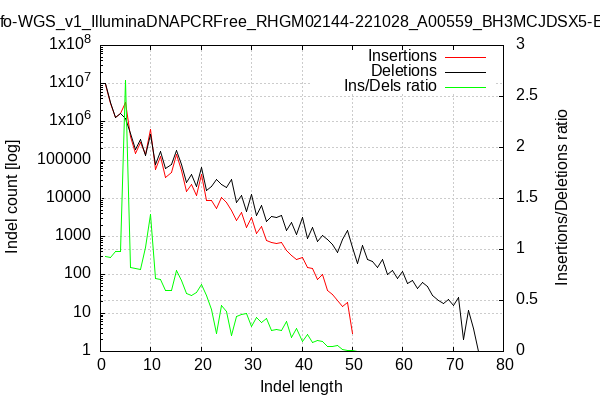 fo-WGS_v1_IlluminaDNAPCRFree_RHGM02144-221028_A00559_BH3MCJDSX5-E
Insertions
Deletions
Ins/Dels ratio
1x10^8
1x10^7
1x10^6
100000
10000
1000
100
10
1
Indel count [log]
3
2.5
2
1.5
1
0.5
0
Insertions/Deletions ratio
0 10 20 30 40 50 60 70 80
Indel length